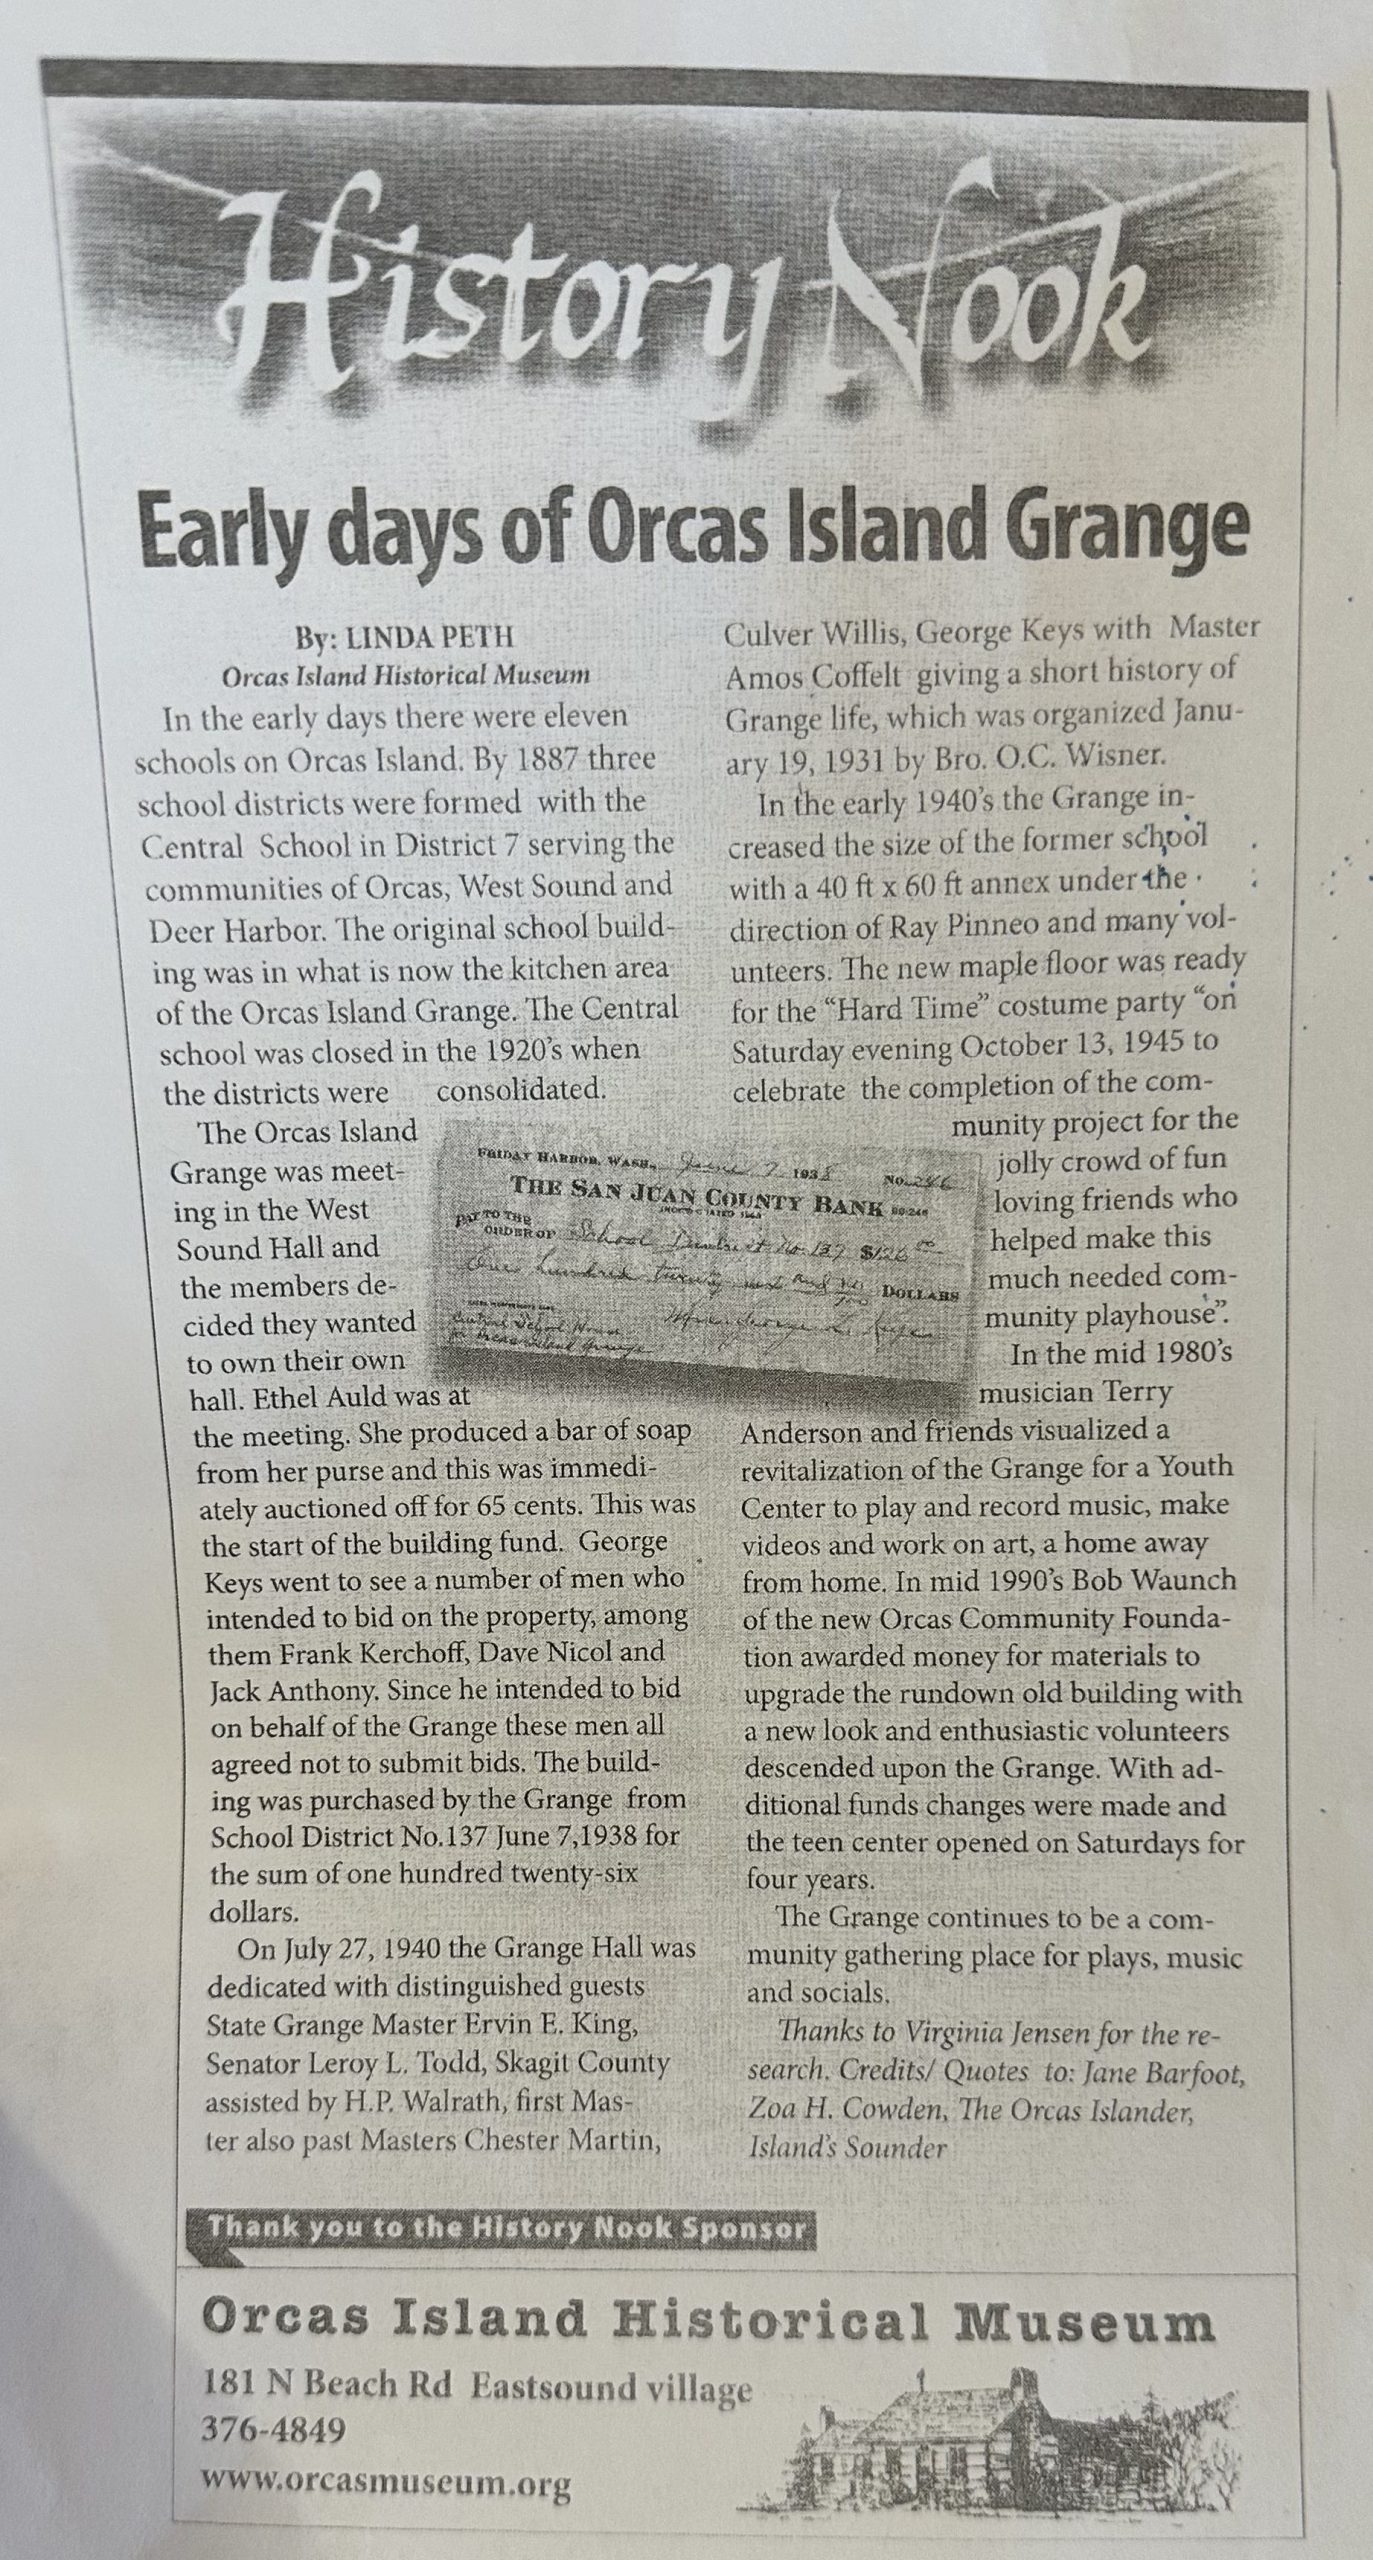 History Nook
Early days of Orcas Island Grange
By: LINDA PETH
Orcas Island Historical Museum
In the early days there were eleven
schools on Orcas Island. By 1887 three
school districts were formed with the
Central School in District 7 serving the
communities of Orcas, West Sound and
Deer Harbor. The original school build-
ing was in what is now the kitchen area
of the Orcas Island Grange. The Central
school was closed in the 1920's when
the districts were consolidated.
The Orcas Island
Grange was meet-
ing in the West
Sound Hall and
the members de-
cided they wanted
to own their own
hall. Ethel Auld was at
the meeting. She produced a bar of soap
from her purse and this was immedi-
ately auctioned off for 65 cents. This was
the start of the building fund. George
Keys went to see a number of men who
intended to bid on the property, among
them Frank Kerchoff, Dave Nicol and
Jack Anthony. Since he intended to bid
on behalf of the Grange these men all
agreed not to submit bids. The build-
ing was purchased by the Grange from
School District No.137 June 7,1938 for
the sum of one hundred twenty-six
dollars.
On July 27, 1940 the Grange Hall was
dedicated with distinguished guests
State Grange Master Ervin E. King,
Senator Leroy L. Todd, Skagit County
assisted by H.P. Walrath, first Mas-
ter also past Masters Chester Martin,
FRIDAY HARBOR, WASH., June 7 1938 No. 246
THE SAN JUAN COUNTY BANK
PAY TO THE
ORDER OF School District No. 137 $126.00
One hundred twenty six and no/100 DOLLARS
Central School House
Orcas Island Grange
Culver Willis, George Keys with Master
Amos Coffelt giving a short history of
Grange life, which was organized Janu-
ary 19, 1931 by Bro. O.C. Wisner.
In the early 1940's the Grange in-
creased the size of the former school
with a 40 ft x 60 ft annex under the
direction of Ray Pinneo and many vol-
unteers. The new maple floor was ready
for the “Hard Time” costume party “on
Saturday evening October 13, 1945 to
celebrate the completion of the com-
munity project for the
jolly crowd of fun
loving friends who
helped make this
much needed com-
munity playhouse”.
In the mid 1980's
musician Terry
Anderson and friends visualized a
revitalization of the Grange for a Youth
Center to play and record music, make
videos and work on art, a home away
from home. In mid 1990's Bob Waunch
of the new Orcas Community Founda-
tion awarded money for materials to
upgrade the rundown old building with
a new look and enthusiastic volunteers
descended upon the Grange. With ad-
ditional funds changes were made and
the teen center opened on Saturdays for
four years.
The Grange continues to be a com-
munity gathering place for plays, music
and socials.
Thanks to Virginia Jensen for the re-
search. Credits/ Quotes to: Jane Barfoot,
Zoa H. Cowden, The Orcas Islander,
Island's Sounder
Thank you to the History Nook Sponsor
Orcas Island Historical Museum
181 N Beach Rd Eastsound village
376-4849
www.orcasmuseum.org